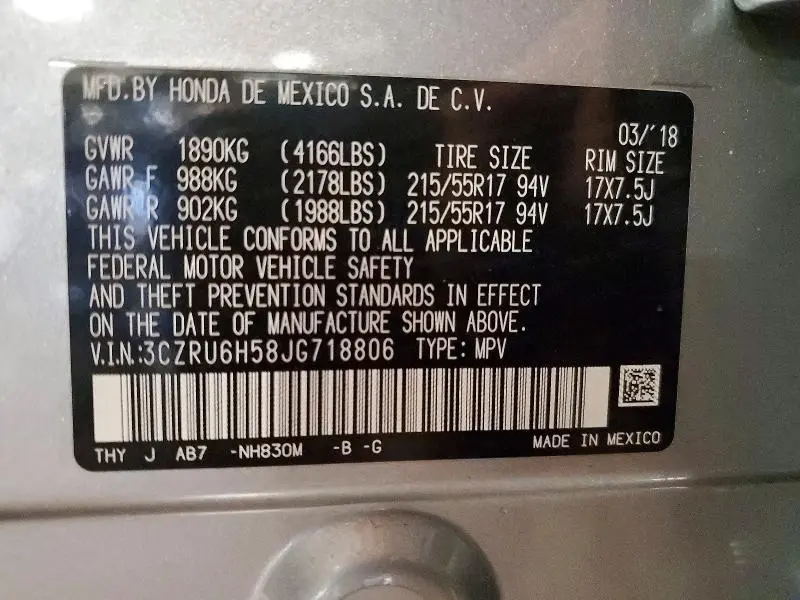 MFD.BY HONDA DE MEXICO S.A. DE C.V.
03/'18
GVWR 1890KG (4166LBS) TIRE SIZE RIM SIZE
GAWR F 988KG (2178LBS) 215/55R17 94V 17X7.5J
GAWR R 902KG (1988LBS) 215/55R17 94V 17X7.5J
THIS VEHICLE CONFORMS TO ALL APPLICABLE
FEDERAL MOTOR VEHICLE SAFETY
AND THEFT PREVENTION STANDARDS IN EFFECT
ON THE DATE OF MANUFACTURE SHOWN ABOVE.
V.I.N.:3CZRU6H58JG718806 TYPE: MPV
THY J AB7 -NH830M -B -G MADE IN MEXICO